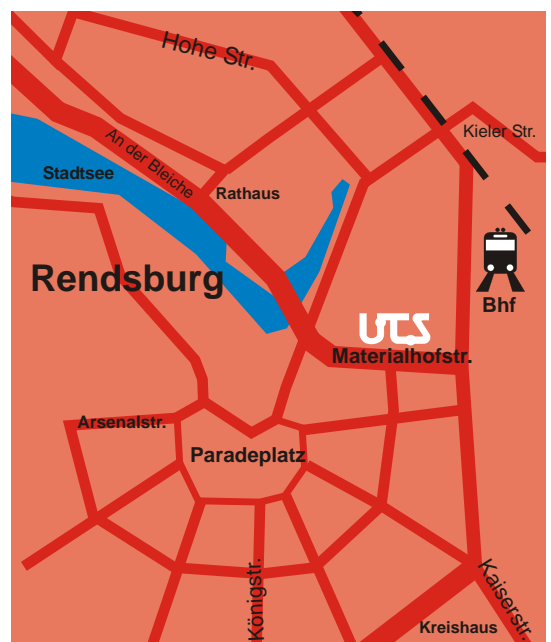 Hohe Str.
Kieler Str.
An der Bleiche
Stadtsee
Rathaus
Rendsburg
Bhf
UTS
Materialhofstr.
Arsenalstr.
Paradeplatz
Königstr.
Kaiserstr.
Kreishaus